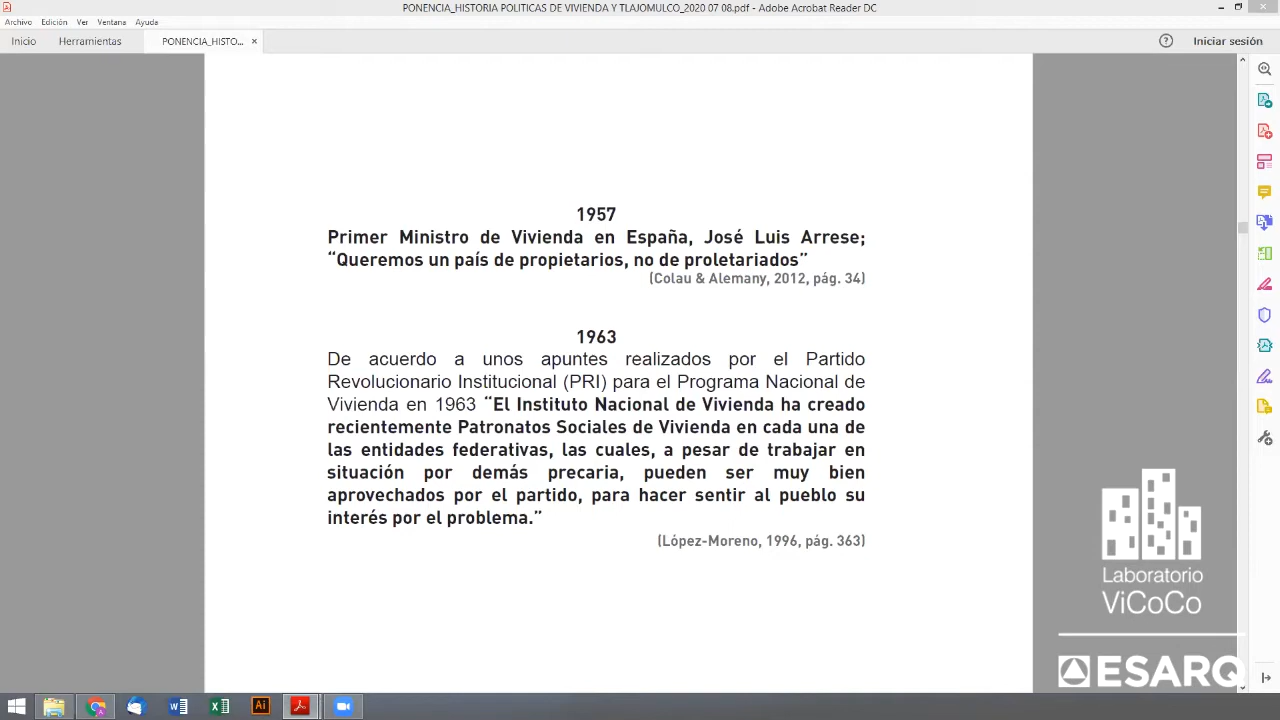 PONENCIA_HISTORIA POLITICAS DE VIVIENDA Y TLAJOMULCO_2020 07 08.pdf - Adobe Acrobat Reader DC
Archivo Edición Ver Ventana Ayuda
Inicio Herramientas PONENCIA_HISTO... × Iniciar sesión
1957
Primer Ministro de Vivienda en España, José Luis Arrese;
“Queremos un país de propietarios, no de proletariados”
(Colau & Alemany, 2012, pág. 34)
1963
De acuerdo a unos apuntes realizados por el Partido
Revolucionario Institucional (PRI) para el Programa Nacional de
Vivienda en 1963 “El Instituto Nacional de Vivienda ha creado
recientemente Patronatos Sociales de Vivienda en cada una de
las entidades federativas, las cuales, a pesar de trabajar en
situación por demás precaria, pueden ser muy bien
aprovechados por el partido, para hacer sentir al pueblo su
interés por el problema.”
(López-Moreno, 1996, pág. 363)
Laboratorio
ViCoCo
ESARQ
Ai